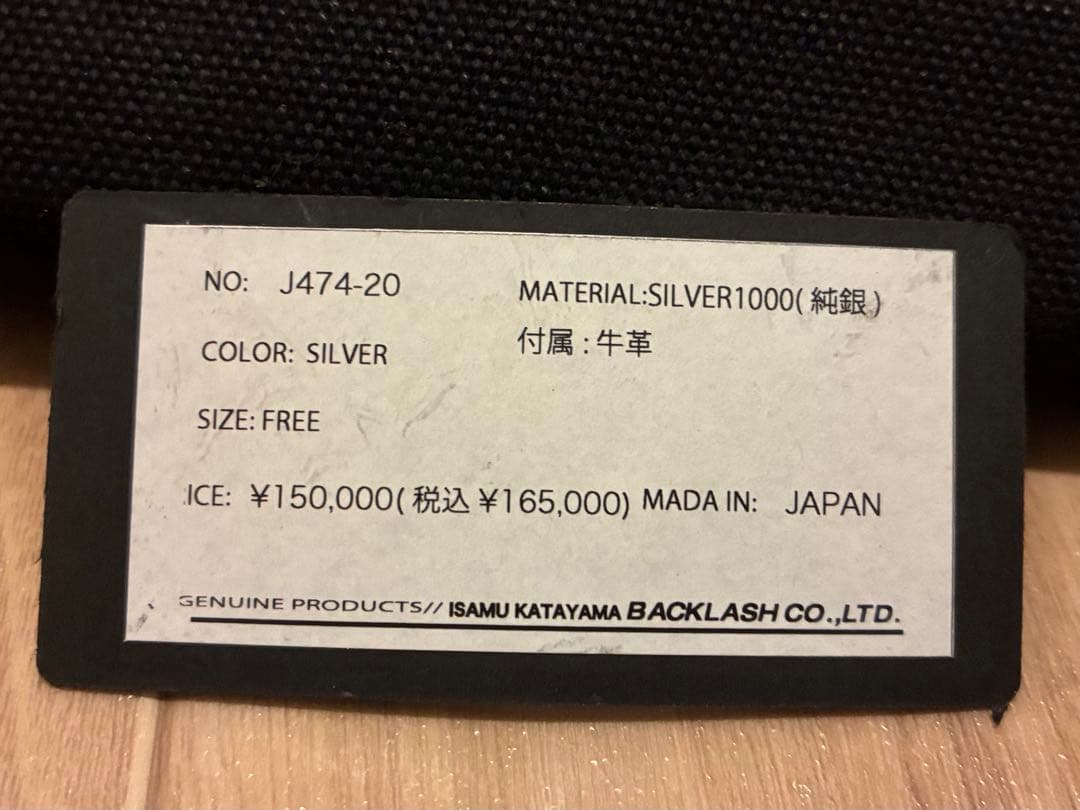 NO: J474-20
MATERIAL:SILVER1000(純銀)
付属:牛革
COLOR: SILVER
SIZE: FREE
ICE: ¥150,000(税込 ¥165,000) MADA IN: JAPAN
GENUINE PRODUCTS// ISAMU KATAYAMA BACKLASH CO.,LTD.